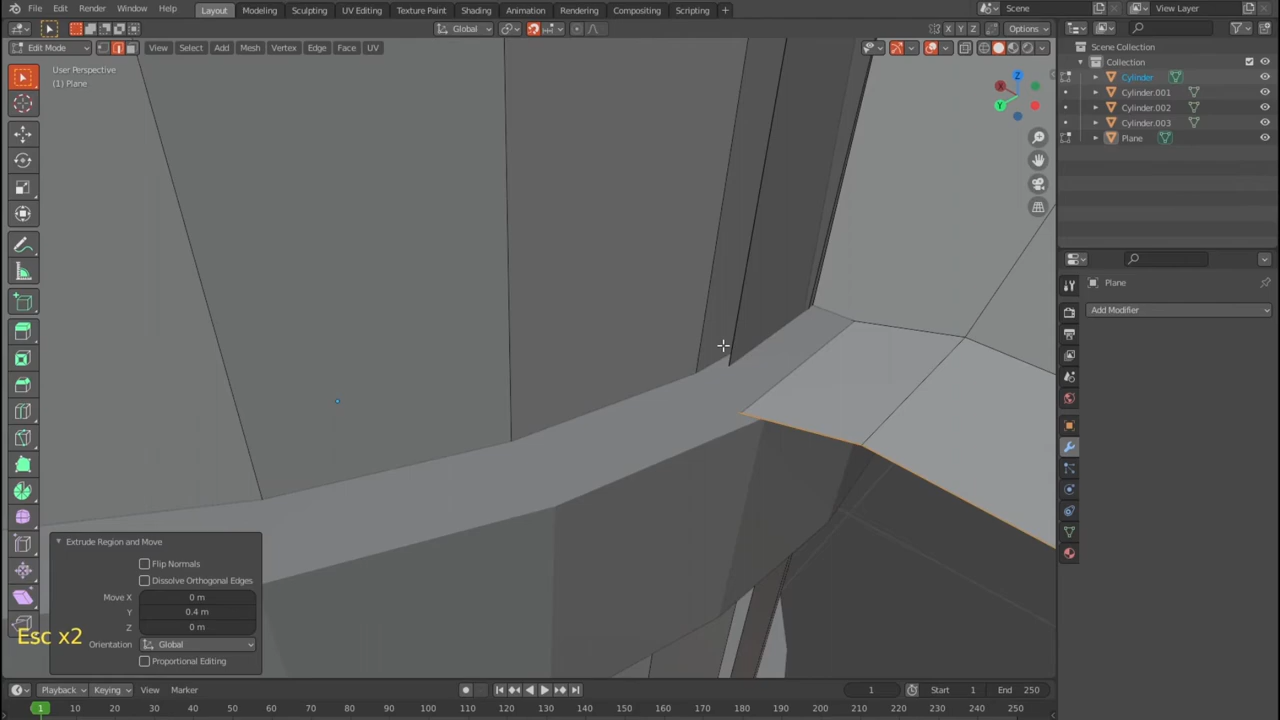 File Edit Render Window Help Layout Modeling Sculpting UV Editing Texture Paint Shading Animation Rendering Compositing Scripting + Scene View Layer
Global Options
Edit Mode View Select Add Mesh Vertex Edge Face UV X Y Z
User Perspective
(1) Plane
Z
X
Y
Scene Collection
Collection
Cylinder
Cylinder.001
Cylinder.002
Cylinder.003
Plane
Plane
Add Modifier
Extrude Region and Move
Flip Normals
Dissolve Orthogonal Edges
Move X 0 m
Y 0.4 m
Z 0 m
Orientation Global
Proportional Editing
Esc x2
Playback Keying View Marker 1 Start 1 End 250
1 10 20 30 40 50 60 70 80 90 100 110 120 130 140 150 160 170 180 190 200 210 220 230 240 250